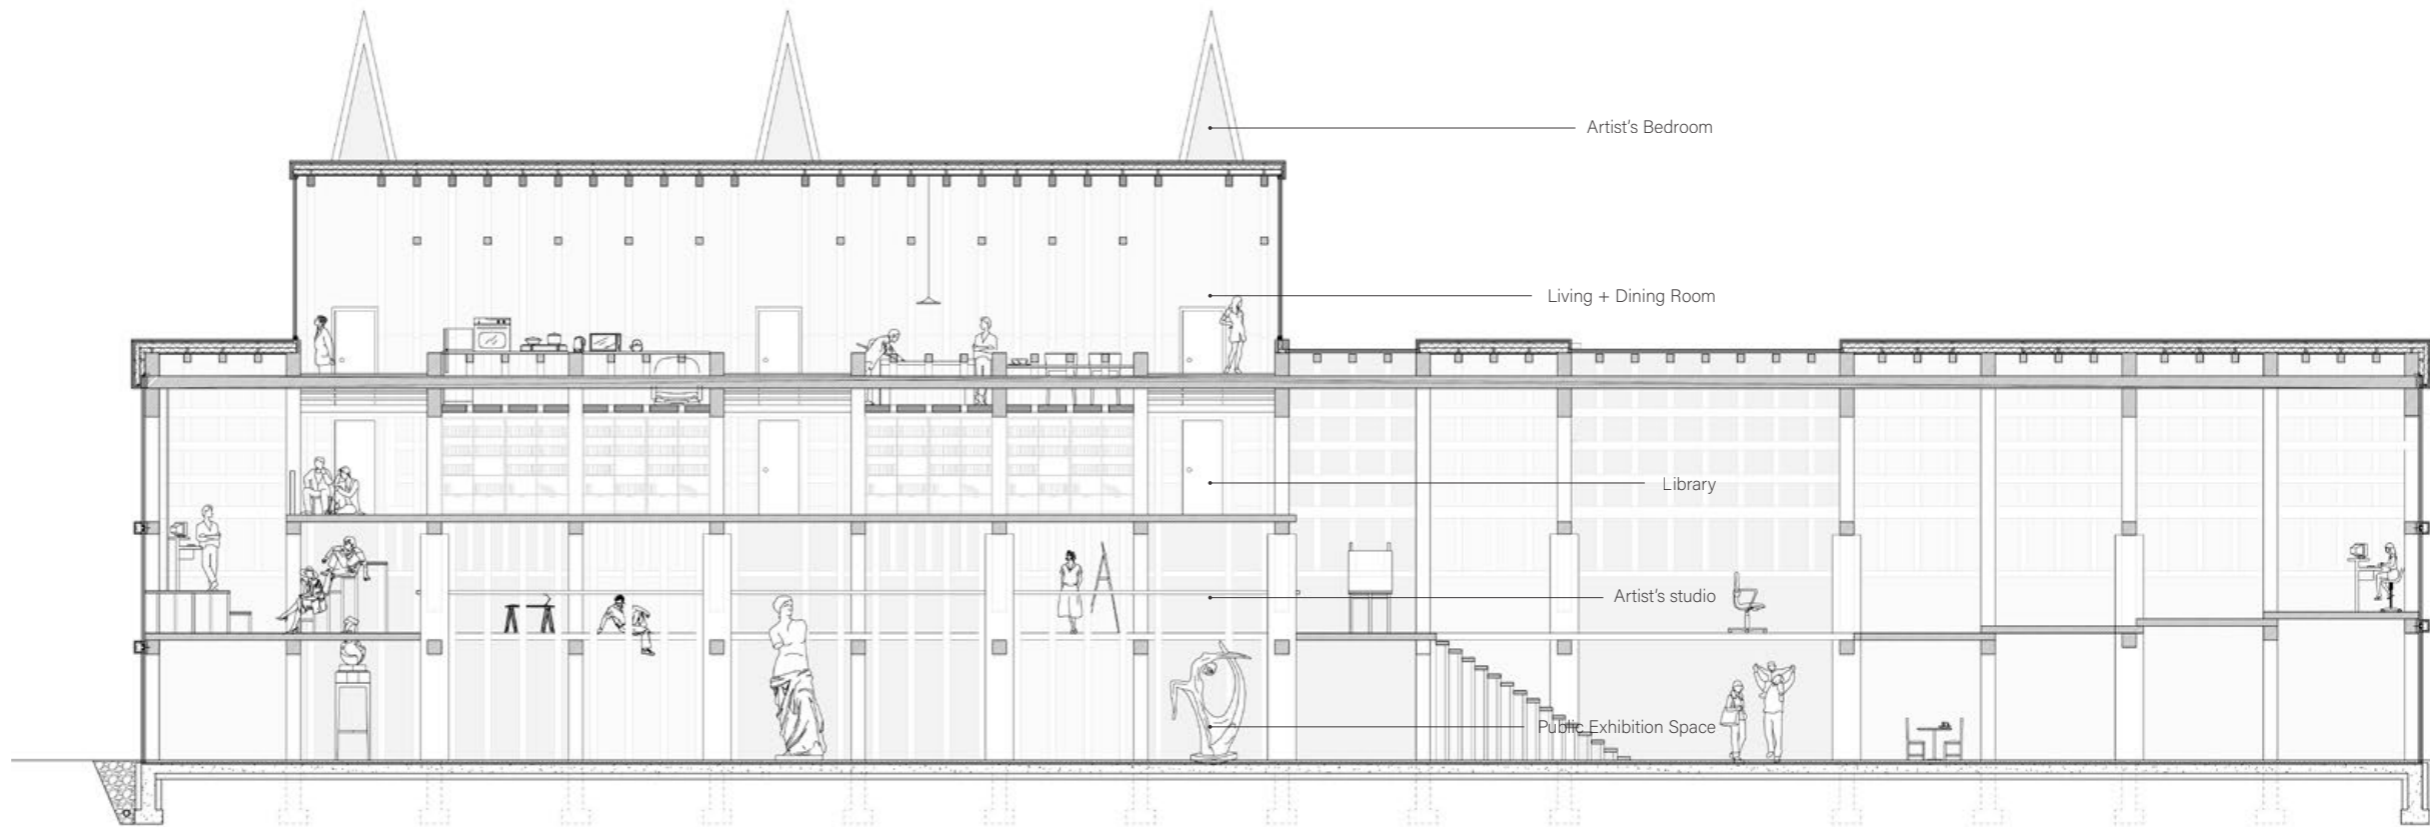 Artist's Bedroom
Living + Dining Room
Library
Artist's studio
Public Exhibition Space